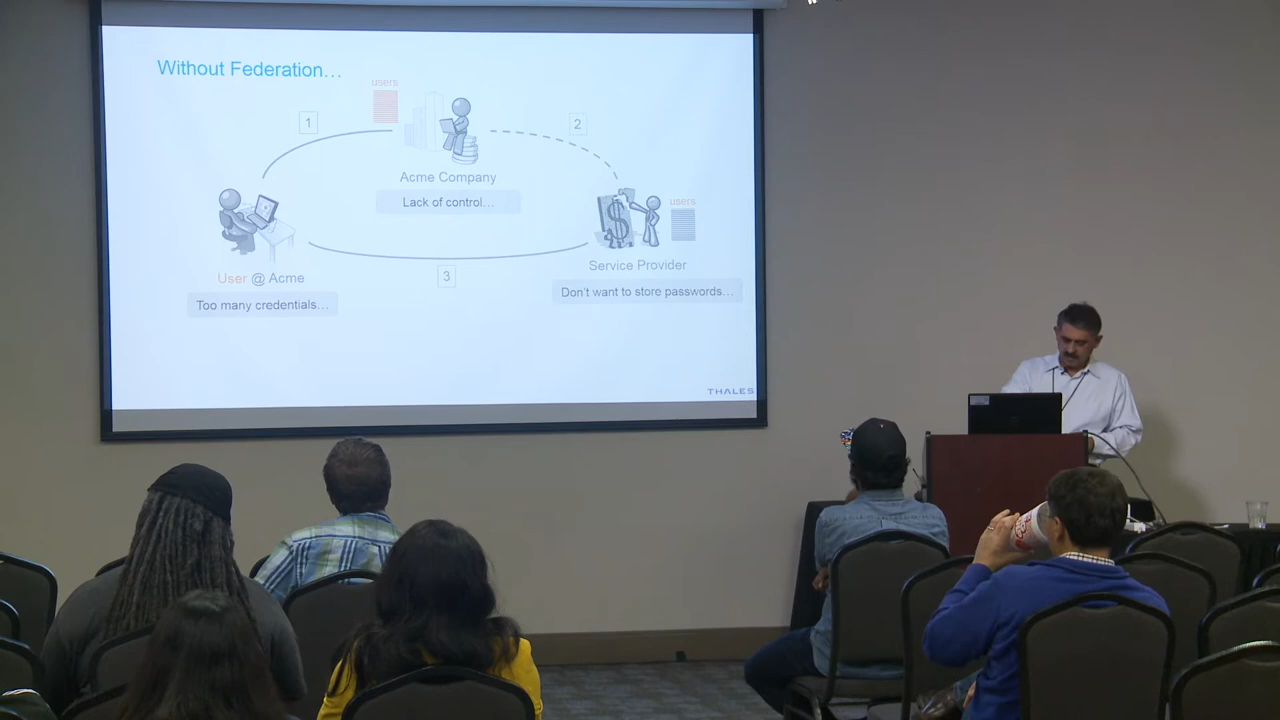 Without Federation…
users
1
2
Acme Company
Lack of control…
users
$
Service Provider
3
User @ Acme
Don't want to store passwords…
Too many credentials…
THALES